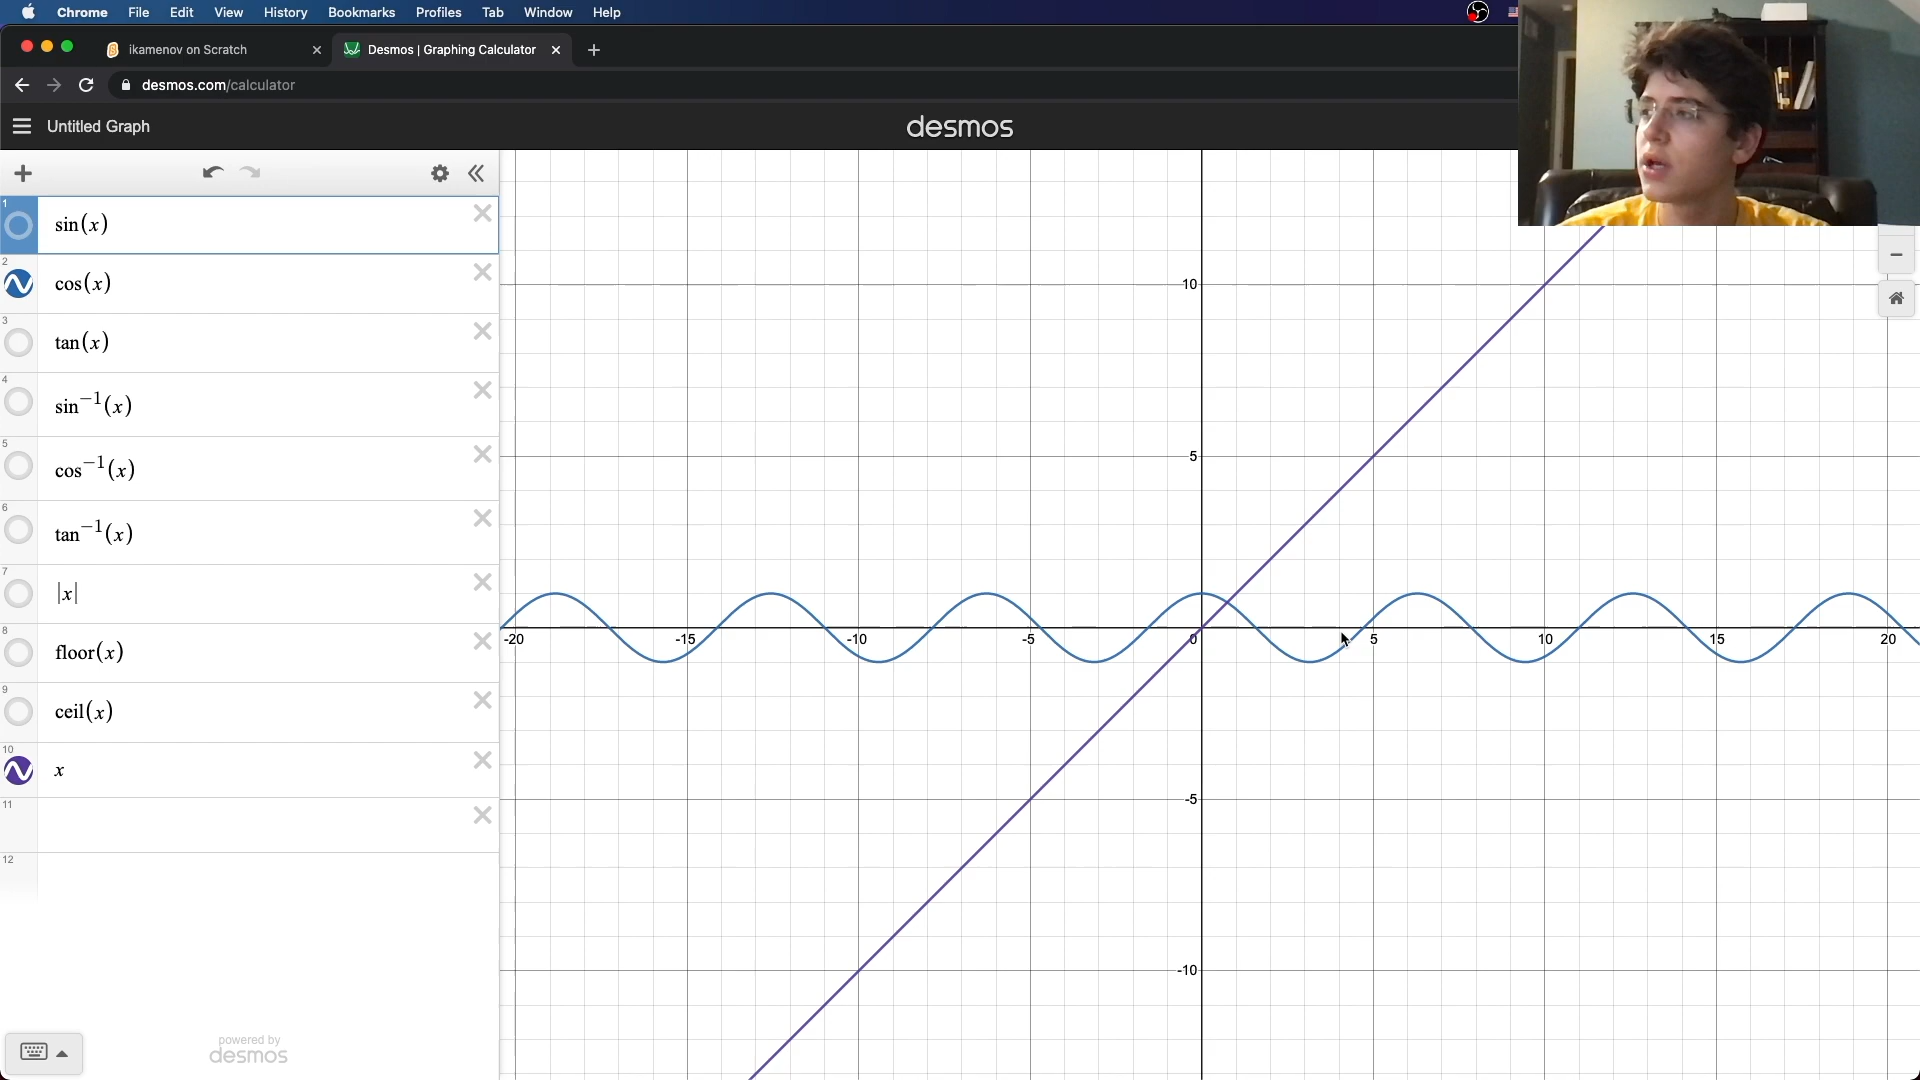 Chrome File Edit View History Bookmarks Profiles Tab Window Help
ikamenov on Scratch
Desmos | Graphing Calculator
desmos.com/calculator
Untitled Graph
desmos
1
sin(x)
2
cos(x)
3
tan(x)
4
sin⁻¹(x)
5
cos⁻¹(x)
6
tan⁻¹(x)
7
|x|
8
floor(x)
9
ceil(x)
10
x
11
12
powered by
desmos
10
5
-20 -15 -10 -5 0 5 10 15 20
-5
-10